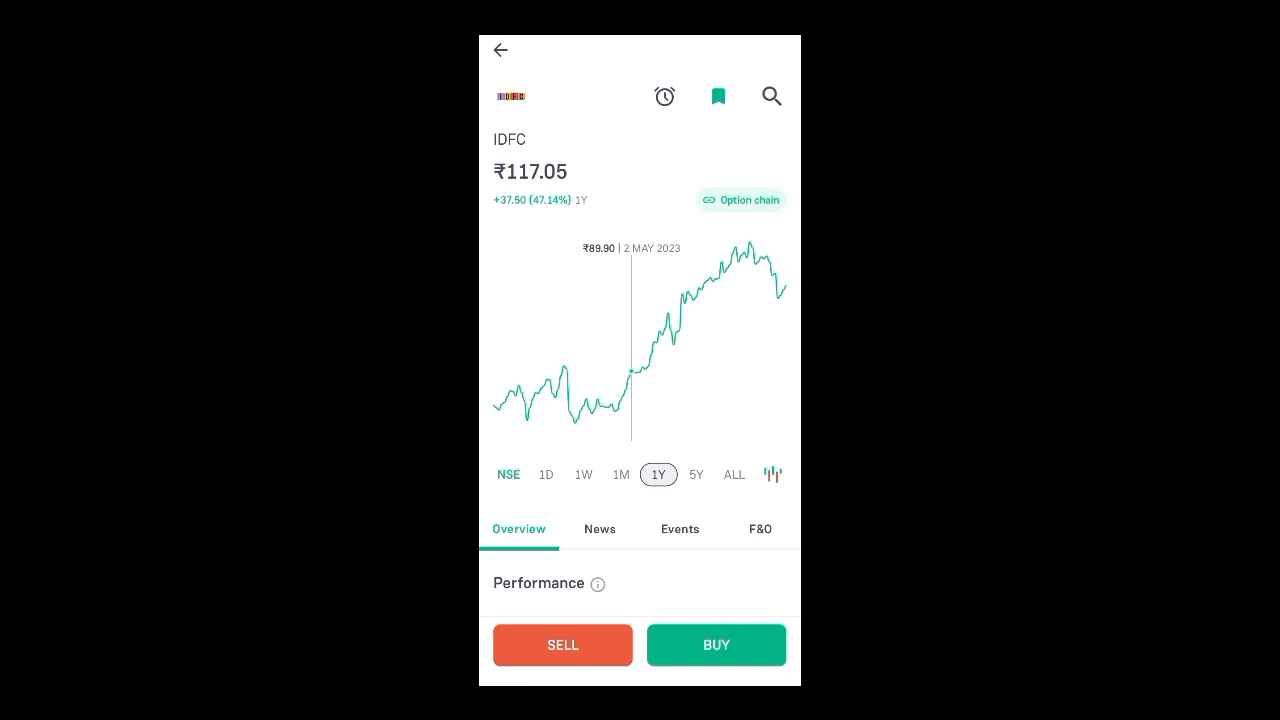 IDFC
IDFC
₹117.05
+37.50 (47.14%) 1Y
Option chain
₹89.90 | 2 MAY 2023
NSE 1D 1W 1M 1Y 5Y ALL
Overview News Events F&O
Performance
SELL BUY